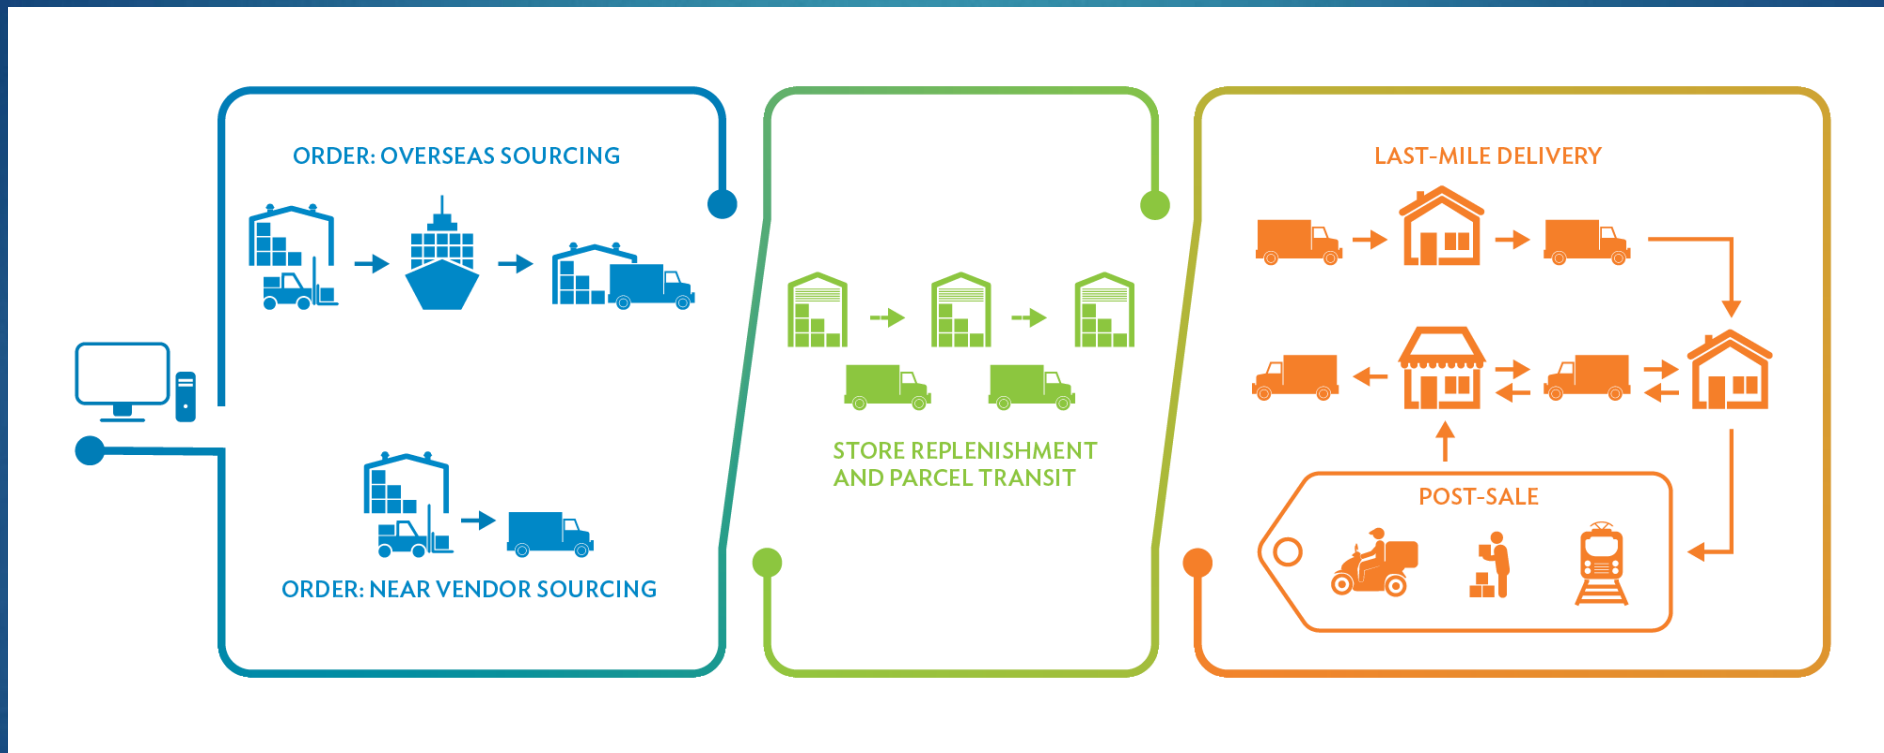 ORDER: OVERSEAS SOURCING
ORDER: NEAR VENDOR SOURCING
STORE REPLENISHMENT
AND PARCEL TRANSIT
LAST-MILE DELIVERY
POST-SALE